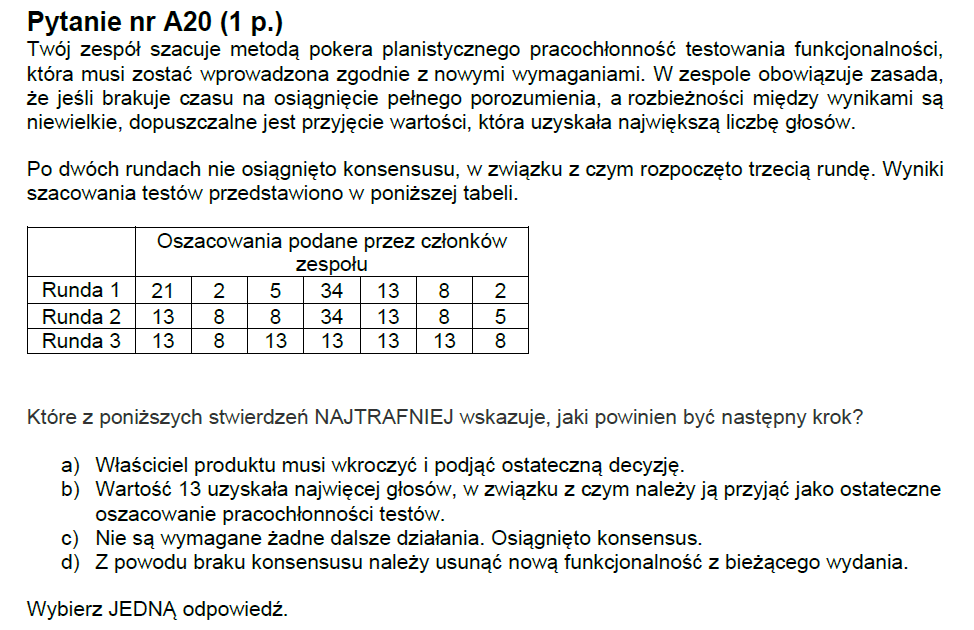 Pytanie nr A20 (1 p.)
Twój zespół szacuje metodą pokera planistycznego pracochłonność testowania funkcjonalności,
która musi zostać wprowadzona zgodnie z nowymi wymaganiami. W zespole obowiązuje zasada,
że jeśli brakuje czasu na osiągnięcie pełnego porozumienia, a rozbieżności między wynikami są
niewielkie, dopuszczalne jest przyjęcie wartości, która uzyskała największą liczbę głosów.
Po dwóch rundach nie osiągnięto konsensusu, w związku z czym rozpoczęto trzecią rundę. Wyniki
szacowania testów przedstawiono w poniższej tabeli.
Oszacowania podane przez członków
zespołu
Runda 1 21 2 5 34 13 8 2
Runda 2 13 8 8 34 13 8 5
Runda 3 13 8 13 13 13 13 8
Które z poniższych stwierdzeń NAJTRAFNIEJ wskazuje, jaki powinien być następny krok?
a) Właściciel produktu musi wkroczyć i podjąć ostateczną decyzję.
b) Wartość 13 uzyskała najwięcej głosów, w związku z czym należy ją przyjąć jako ostateczne
oszacowanie pracochłonności testów.
c) Nie są wymagane żadne dalsze działania. Osiągnięto konsensus.
d) Z powodu braku konsensusu należy usunąć nową funkcjonalność z bieżącego wydania.
Wybierz JEDNĄ odpowiedź.